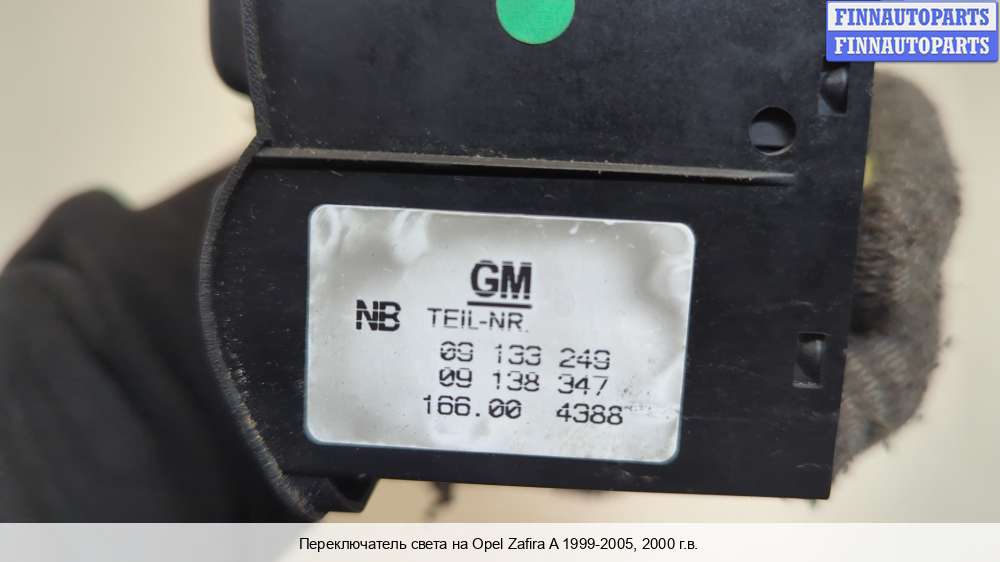 FINNAUTOPARTS
FINNAUTOPARTS
GM
NB TEIL-NR.
09 133 249
09 138 347
166.00 4388
Переключатель света на Opel Zafira A 1999-2005, 2000 г.в.